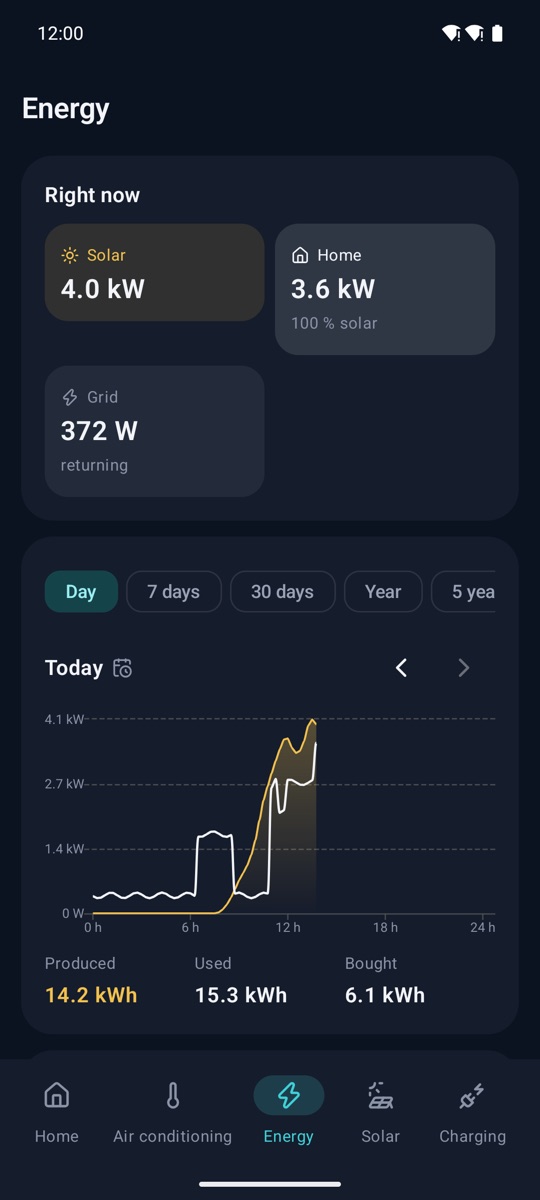 12:00
Energy
Right now
Solar
4.0 kW
Home
3.6 kW
100 % solar
Grid
372 W
returning
Day 7 days 30 days Year 5 yea
Today
4.1 kW
2.7 kW
1.4 kW
0 W
0 h 6 h 12 h 18 h 24 h
Produced Used Bought
14.2 kWh 15.3 kWh 6.1 kWh
Home Air conditioning Energy Solar Charging